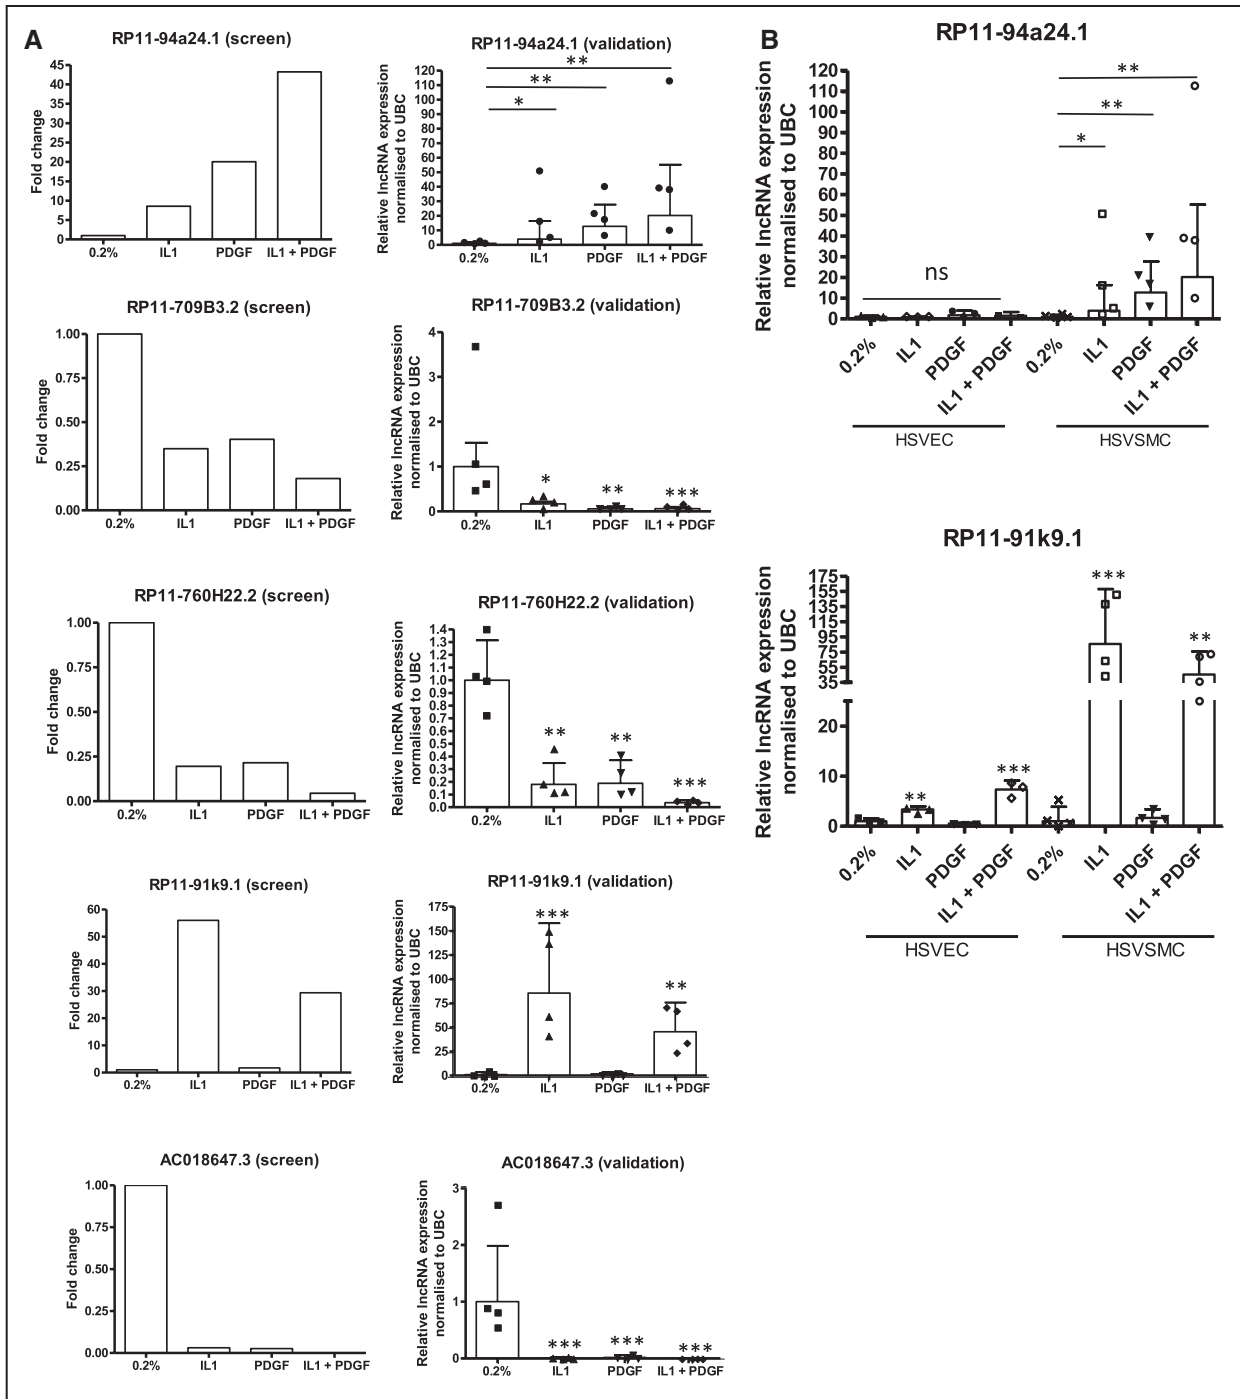 A
RP11-94a24.1 (screen)
Fold change
45
40
35
30
25
20
15
10
5
0
0.2%
IL1
PDGF
IL1 + PDGF
RP11-94a24.1 (validation)
Relative lncRNA expression
normalised to UBC
120
110
100
90
80
70
60
50
40
30
20
10
0
**
**
*
0.2%
IL1
PDGF
IL1 + PDGF
RP11-709B3.2 (screen)
Fold change
1.00
0.75
0.50
0.25
0.00
0.2%
IL1
PDGF
IL1 + PDGF
RP11-709B3.2 (validation)
Relative lncRNA expression
normalised to UBC
4
3
2
1
0
*
**
***
0.2%
IL1
PDGF
IL1 + PDGF
RP11-760H22.2 (screen)
Fold change
1.00
0.75
0.50
0.25
0.00
0.2%
IL1
PDGF
IL1 + PDGF
RP11-760H22.2 (validation)
Relative lncRNA expression
normalised to UBC
1.4
1.3
1.2
1.1
1.0
0.9
0.8
0.7
0.6
0.5
0.4
0.3
0.2
0.1
0.0
**
**
***
0.2%
IL1
PDGF
IL1 + PDGF
RP11-91k9.1 (screen)
Fold change
60
50
40
30
20
10
0
0.2%
IL1
PDGF
IL1 + PDGF
RP11-91k9.1 (validation)
Relative lncRNA expression
normalised to UBC
175
150
125
100
75
50
25
0
***
**
0.2%
IL1
PDGF
IL1 + PDGF
AC018647.3 (screen)
Fold change
1.00
0.75
0.50
0.25
0.00
0.2%
IL1
PDGF
IL1 + PDGF
AC018647.3 (validation)
Relative lncRNA expression
normalised to UBC
3
2
1
0
***
***
***
0.2%
IL1
PDGF
IL1 + PDGF
B
RP11-94a24.1
Relative lncRNA expression
normalised to UBC
120
110
100
90
80
70
60
50
40
30
20
10
0
ns
**
**
*
0.2%
IL1
PDGF
IL1 + PDGF
0.2%
IL1
PDGF
IL1 + PDGF
HSVEC
HSVSMC
RP11-91k9.1
Relative lncRNA expression
normalised to UBC
175
155
135
115
95
75
55
35
20
10
0
**
***
***
**
0.2%
IL1
PDGF
IL1 + PDGF
0.2%
IL1
PDGF
IL1 + PDGF
HSVEC
HSVSMC